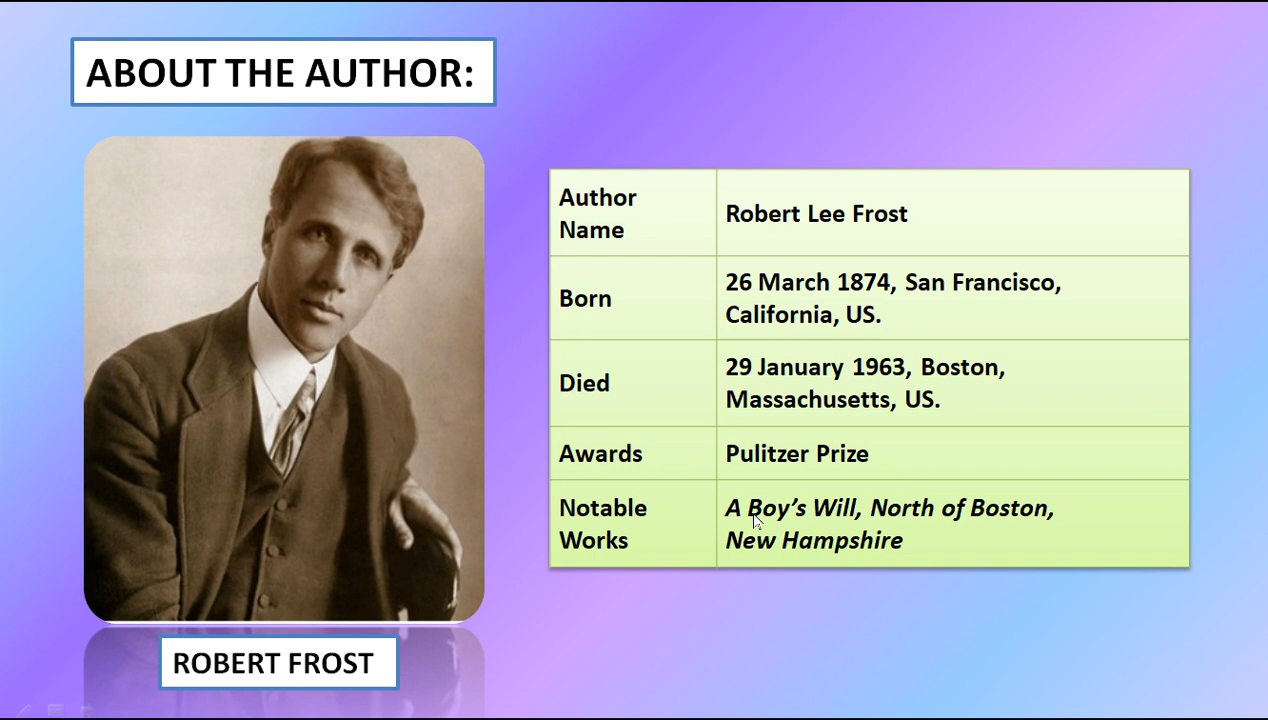 ABOUT THE AUTHOR:
Author
Name
Robert Lee Frost
Born
26 March 1874, San Francisco,
California, US.
Died
29 January 1963, Boston,
Massachusetts, US.
Awards
Pulitzer Prize
Notable
Works
A Boy’s Will, North of Boston,
New Hampshire
ROBERT FROST